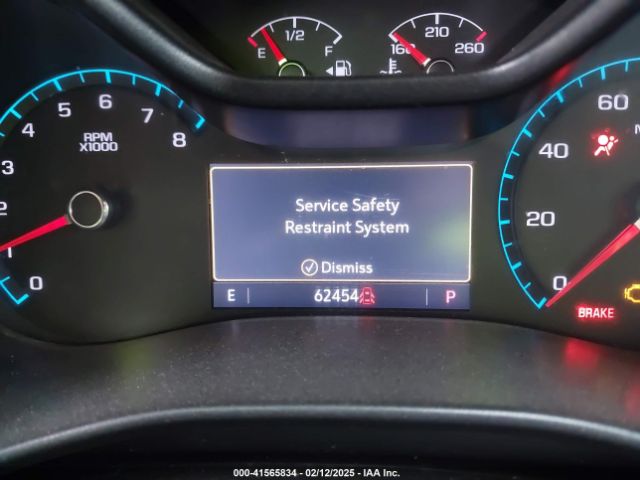 E 1/2 F
160 210 260
0 1 2 3 4 5 6 7 8
RPM
X1000
Service Safety
Restraint System
Dismiss
E 62454 P
0 20 40 60
BRAKE
000-41565834 - 02/12/2025 - IAA Inc.